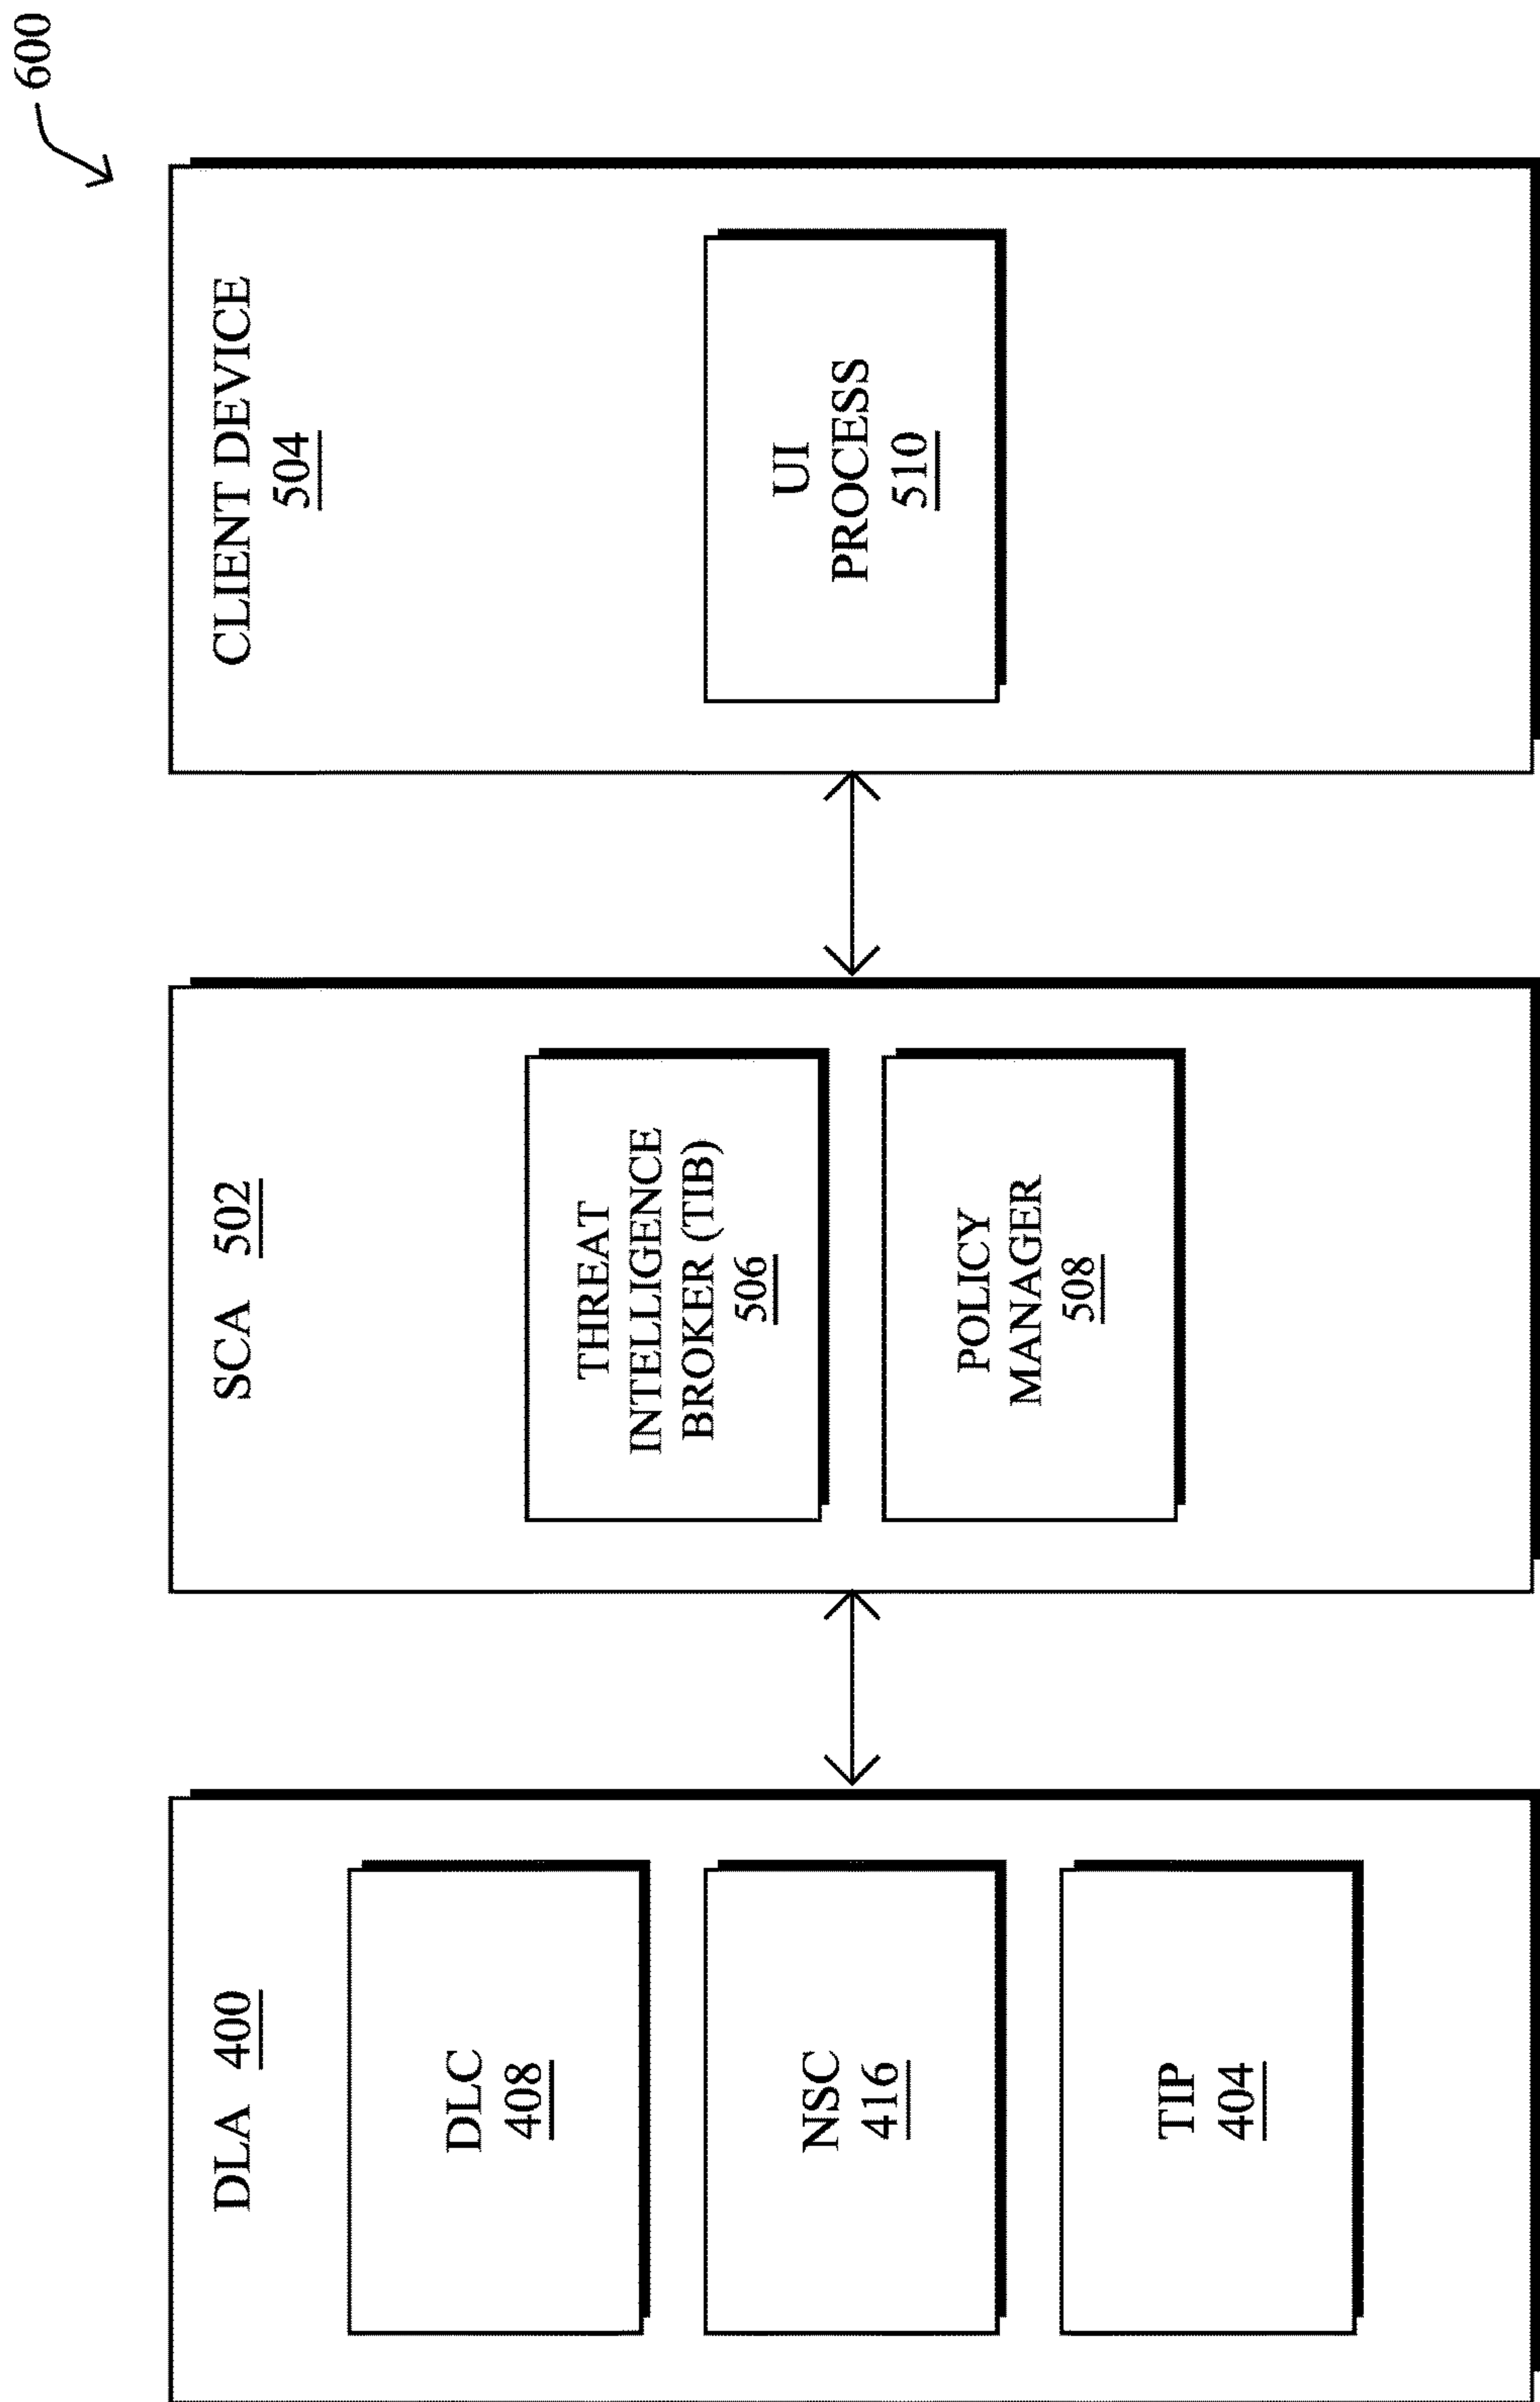 600
DLA 400
DLC
408
NSC
416
TIP
404
SCA 502
THREAT
INTELLIGENCE
BROKER (TIB)
506
POLICY
MANAGER
508
CLIENT DEVICE
504
UI
PROCESS
510